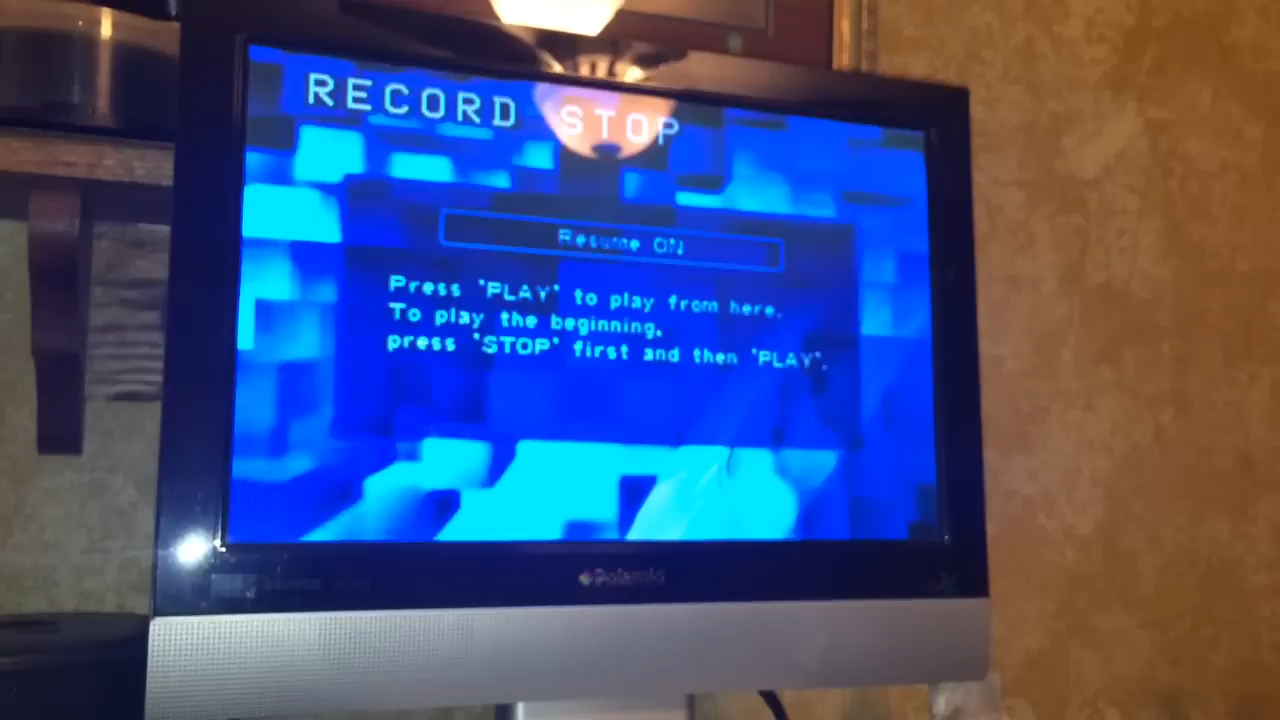 RECORD STOP
Resume ON
Press 'PLAY' to play from here.
To play the beginning,
press 'STOP' first and then 'PLAY'.
Polaroid